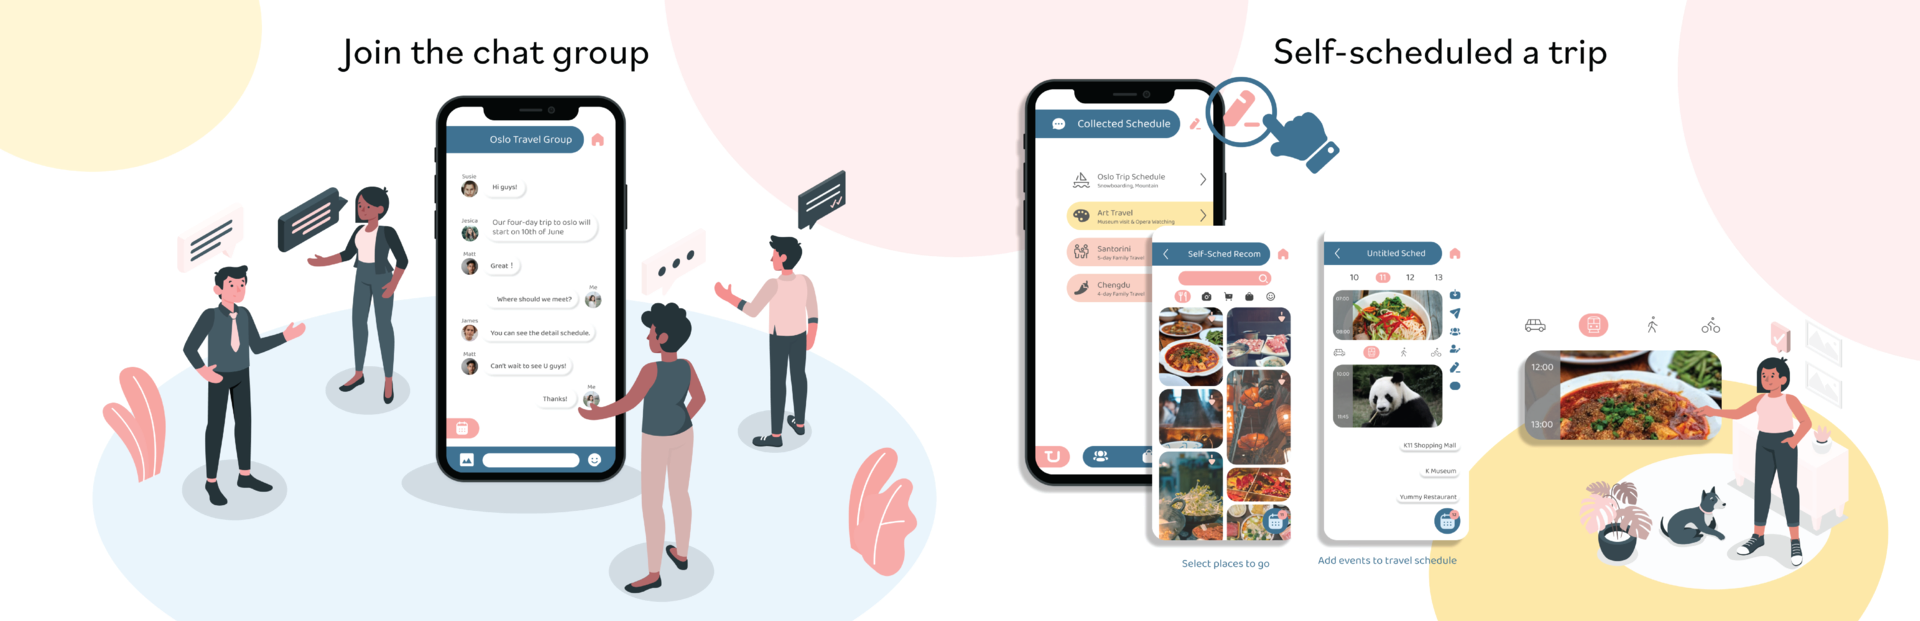 Join the chat group
Oslo Travel Group
Susie
Hi guys!
Jesica
Our four-day trip to oslo will
start on 10th of June
Matt
Great !
Me
Where should we meet?
James
You can see the detail schedule.
Matt
Can't wait to see U guys!
Me
Thanks!
Self-scheduled a trip
Collected Schedule
Oslo Trip Schedule
Snowboarding, Mountain
Art Travel
Museum visit & Opera Watching
Santorini
5-day Family Travel
Chengdu
4-day Family Travel
Self-Sched Recom
Select places to go
Untitled Sched
10 11 12 13
07:00
09:00
10:00
K11 Shopping Mall
K Museum
Yummy Restaurant
Add events to travel schedule
12:00
13:00